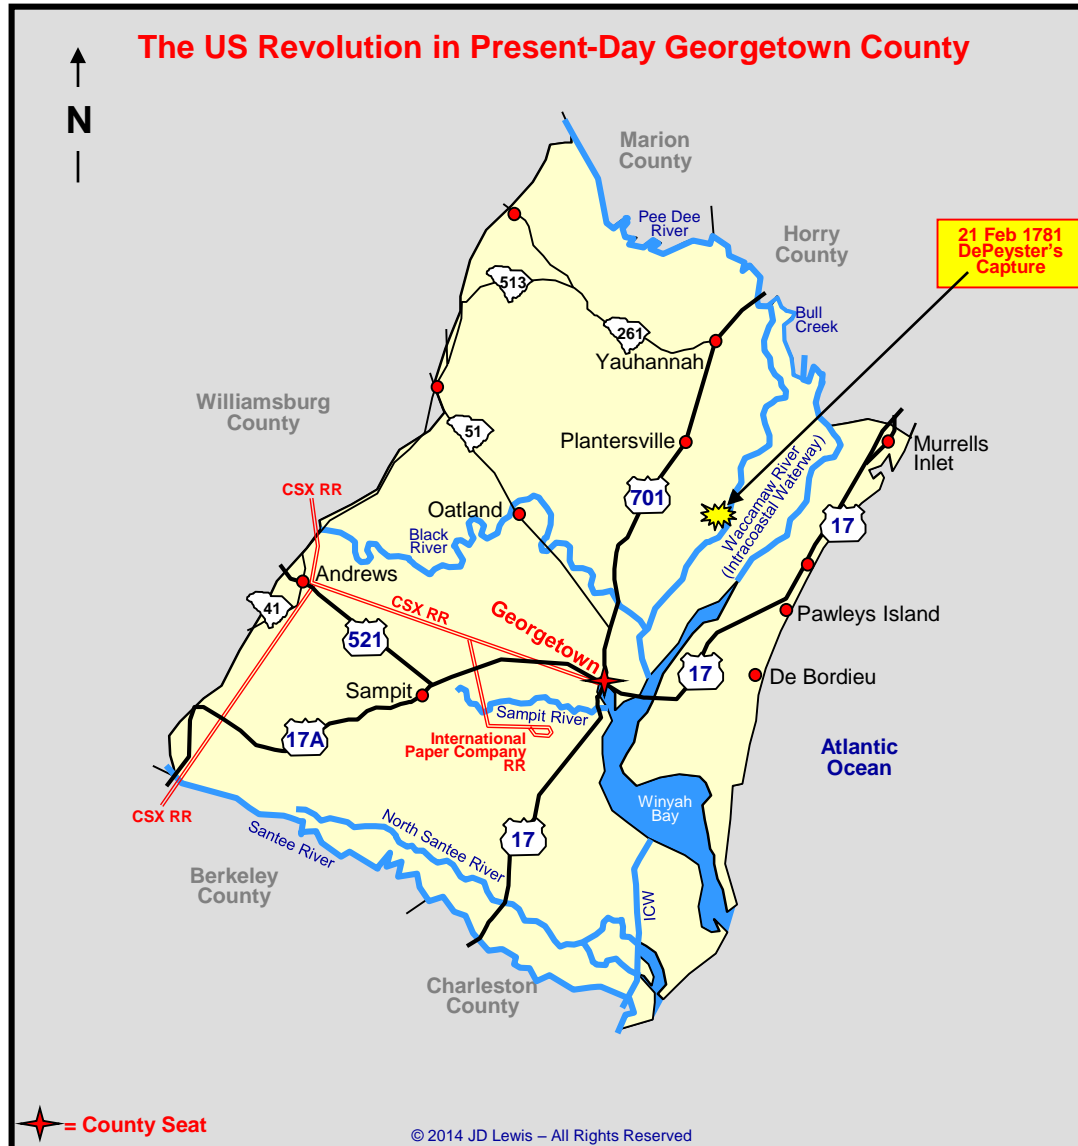 The US Revolution in Present-Day Georgetown County
N
Marion
County
Pee Dee
River
Horry
County
21 Feb 1781
DePeyster's
Capture
513
261
Bull
Creek
Yauhannah
Williamsburg
County
51
Plantersville
Murrells
Inlet
CSX RR
701
Waccamaw River
(Intracoastal Waterway)
17
Oatland
Black
River
Andrews
41
CSX RR
Georgetown
Pawleys Island
521
17
De Bordieu
Sampit
Sampit River
17A
International
Paper Company
RR
Atlantic
Ocean
CSX RR
Winyah
Bay
North Santee River
Santee River
17
Berkeley
County
ICW
Charleston
County
= County Seat
© 2014 JD Lewis – All Rights Reserved